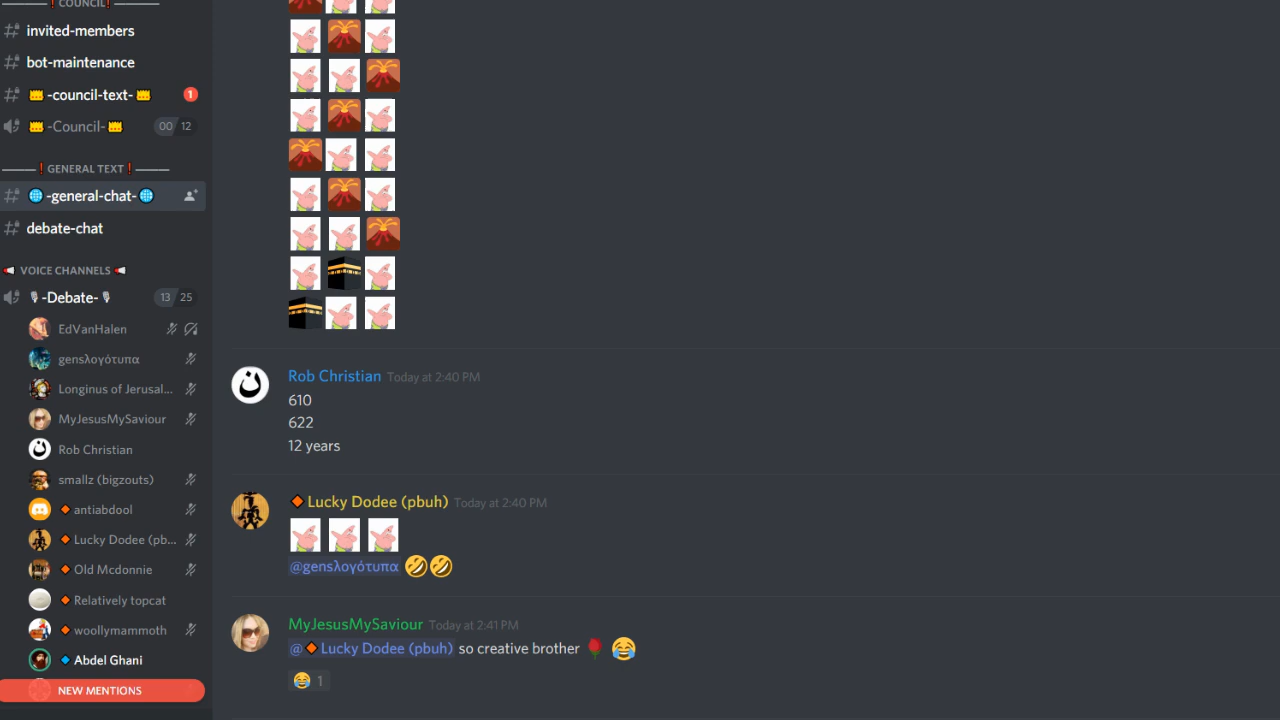 COUNCIL
invited-members
bot-maintenance
-council-text-
1
-Council-
00 12
GENERAL TEXT
-general-chat-
debate-chat
VOICE CHANNELS
-Debate-
13 25
EdVanHalen
gensλογότυπα
Longinus of Jerusal...
MyJesusMySaviour
Rob Christian
smallz (bigzouts)
antiabdool
Lucky Dodee (pb...
Old Mcdonnie
Relatively topcat
woollymammoth
Abdel Ghani
NEW MENTIONS
Rob Christian Today at 2:40 PM
610
622
12 years
Lucky Dodee (pbuh) Today at 2:40 PM
@gensλογότυπα 🤣🤣
MyJesusMySaviour Today at 2:41 PM
@🔸Lucky Dodee (pbuh) so creative brother 🌹 😂
😂 1